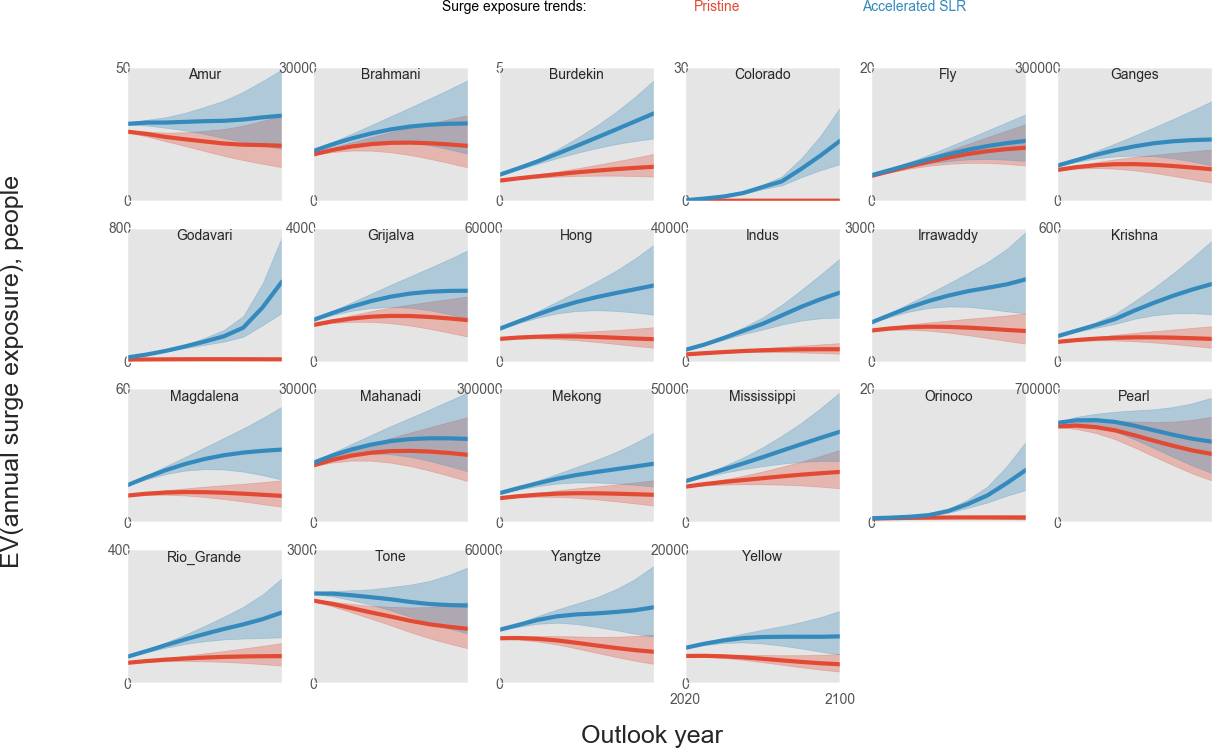 Surge exposure trends: Pristine Accelerated SLR
EV(annual surge exposure), people
50 Amur 30000 Brahmani 5 Burdekin 30 Colorado 20 Fly 300000 Ganges
0 0 0 0 0 0
800 Godavari 4000 Grijalva 60000 Hong 40000 Indus 3000 Irrawaddy 600 Krishna
0 0 0 0 0 0
60 Magdalena 30000 Mahanadi 300000 Mekong 50000 Mississippi 20 Orinoco 700000 Pearl
0 0 0 0 0 0
400 Rio_Grande 3000 Tone 60000 Yangtze 20000 Yellow
0 0 0 0
2020 2100
Outlook year